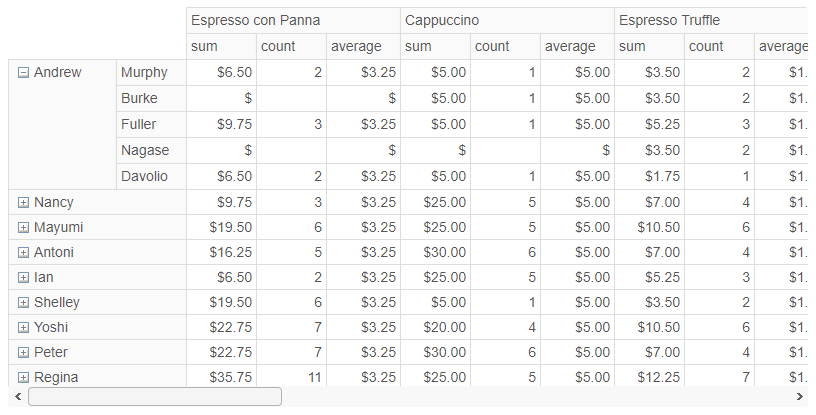 Espresso con Panna Cappuccino Espresso Truffle
sum count average sum count average sum count average
Andrew Murphy $6.50 2 $3.25 $5.00 1 $5.00 $3.50 2 $1.
Burke $ $ $5.00 1 $5.00 $3.50 2 $1.
Fuller $9.75 3 $3.25 $5.00 1 $5.00 $5.25 3 $1.
Nagase $ $ $ $ $3.50 2 $1.
Davolio $6.50 2 $3.25 $5.00 1 $5.00 $1.75 1 $1.
Nancy $9.75 3 $3.25 $25.00 5 $5.00 $7.00 4 $1.
Mayumi $19.50 6 $3.25 $25.00 5 $5.00 $10.50 6 $1.
Antoni $16.25 5 $3.25 $30.00 6 $5.00 $7.00 4 $1.
Ian $6.50 2 $3.25 $25.00 5 $5.00 $5.25 3 $1.
Shelley $19.50 6 $3.25 $5.00 1 $5.00 $3.50 2 $1.
Yoshi $22.75 7 $3.25 $20.00 4 $5.00 $10.50 6 $1.
Peter $22.75 7 $3.25 $30.00 6 $5.00 $7.00 4 $1.
Regina $35.75 11 $3.25 $25.00 5 $5.00 $12.25 7 $1.